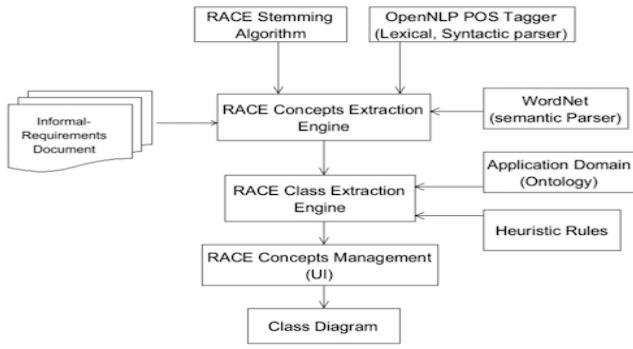 RACE Stemming
Algorithm
OpenNLP POS Tagger
(Lexical, Syntactic parser)
Informal-
Requirements
Document
RACE Concepts Extraction
Engine
WordNet
(semantic Parser)
RACE Class Extraction
Engine
Application Domain
(Ontology)
Heuristic Rules
RACE Concepts Management
(UI)
Class Diagram